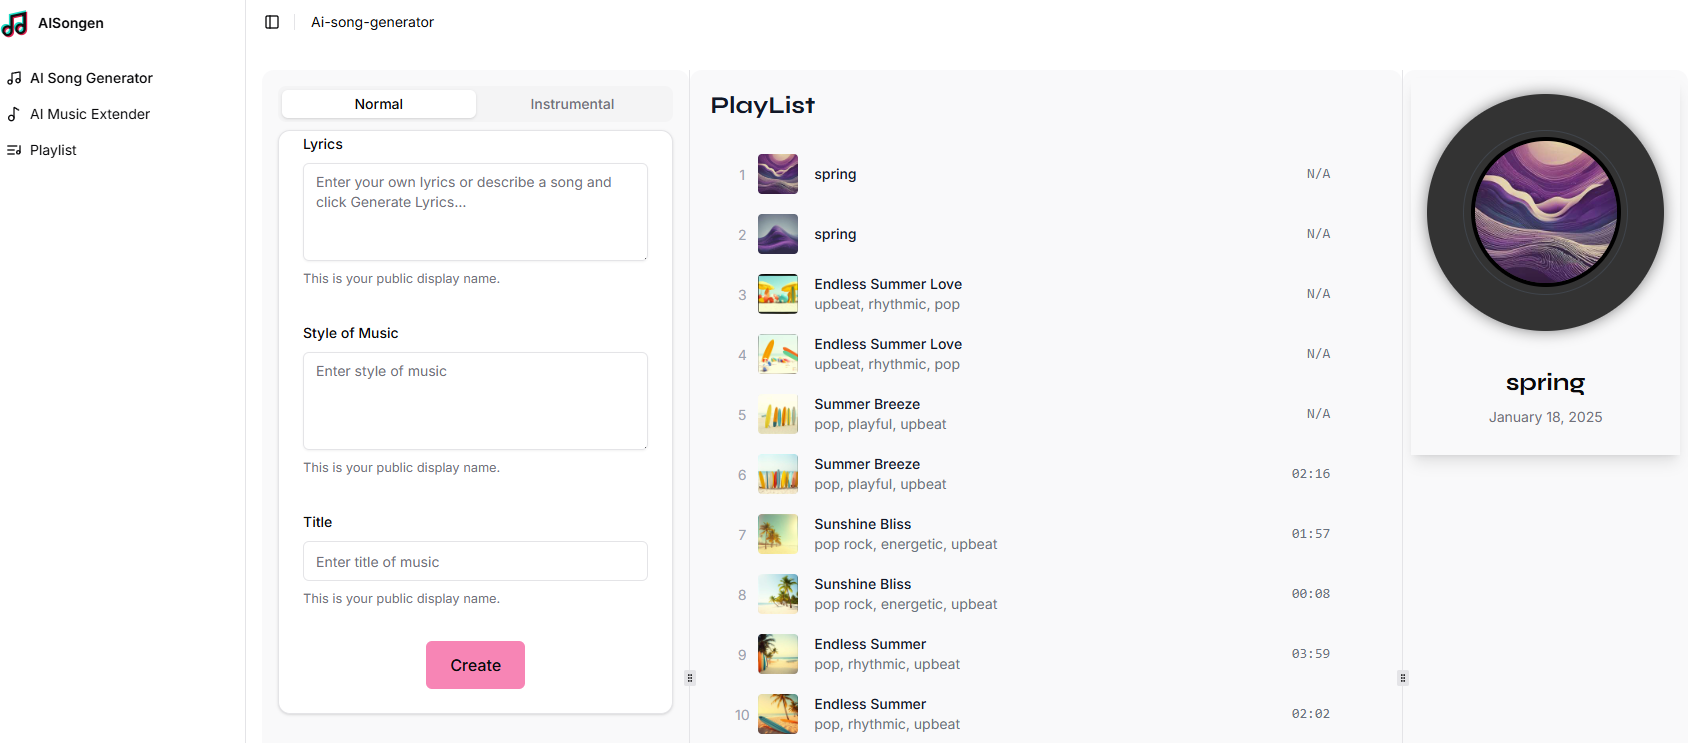 AISongen
AI Song Generator
AI Music Extender
Playlist
Ai-song-generator
Normal
Instrumental
Lyrics
Enter your own lyrics or describe a song and
click Generate Lyrics...
This is your public display name.
Style of Music
Enter style of music
This is your public display name.
Title
Enter title of music
This is your public display name.
Create
PlayList
1 spring N/A
2 spring N/A
3 Endless Summer Love N/A
upbeat, rhythmic, pop
4 Endless Summer Love N/A
upbeat, rhythmic, pop
5 Summer Breeze N/A
pop, playful, upbeat
6 Summer Breeze 02:16
pop, playful, upbeat
7 Sunshine Bliss 01:57
pop rock, energetic, upbeat
8 Sunshine Bliss 00:08
pop rock, energetic, upbeat
9 Endless Summer 03:59
pop, rhythmic, upbeat
10 Endless Summer 02:02
pop, rhythmic, upbeat
spring
January 18, 2025